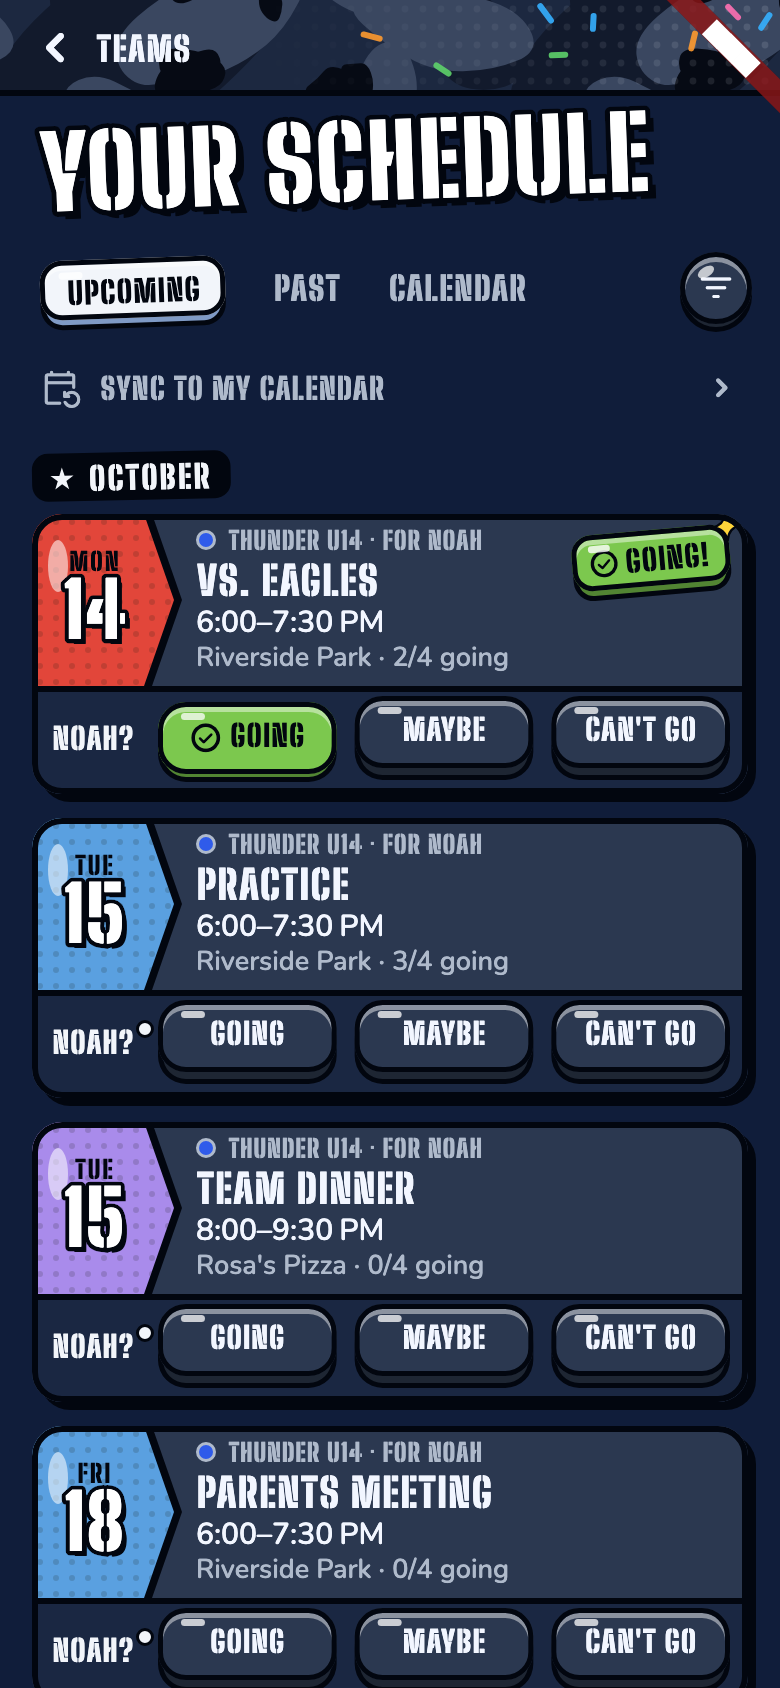 TEAMS
YOUR SCHEDULE
UPCOMING PAST CALENDAR
SYNC TO MY CALENDAR
★ OCTOBER
MON
14
THUNDER U14 · FOR NOAH
VS. EAGLES
6:00–7:30 PM
Riverside Park · 2/4 going
GOING!
NOAH? GOING MAYBE CAN'T GO
TUE
15
THUNDER U14 · FOR NOAH
PRACTICE
6:00–7:30 PM
Riverside Park · 3/4 going
NOAH? GOING MAYBE CAN'T GO
TUE
15
THUNDER U14 · FOR NOAH
TEAM DINNER
8:00–9:30 PM
Rosa's Pizza · 0/4 going
NOAH? GOING MAYBE CAN'T GO
FRI
18
THUNDER U14 · FOR NOAH
PARENTS MEETING
6:00–7:30 PM
Riverside Park · 0/4 going
NOAH? GOING MAYBE CAN'T GO